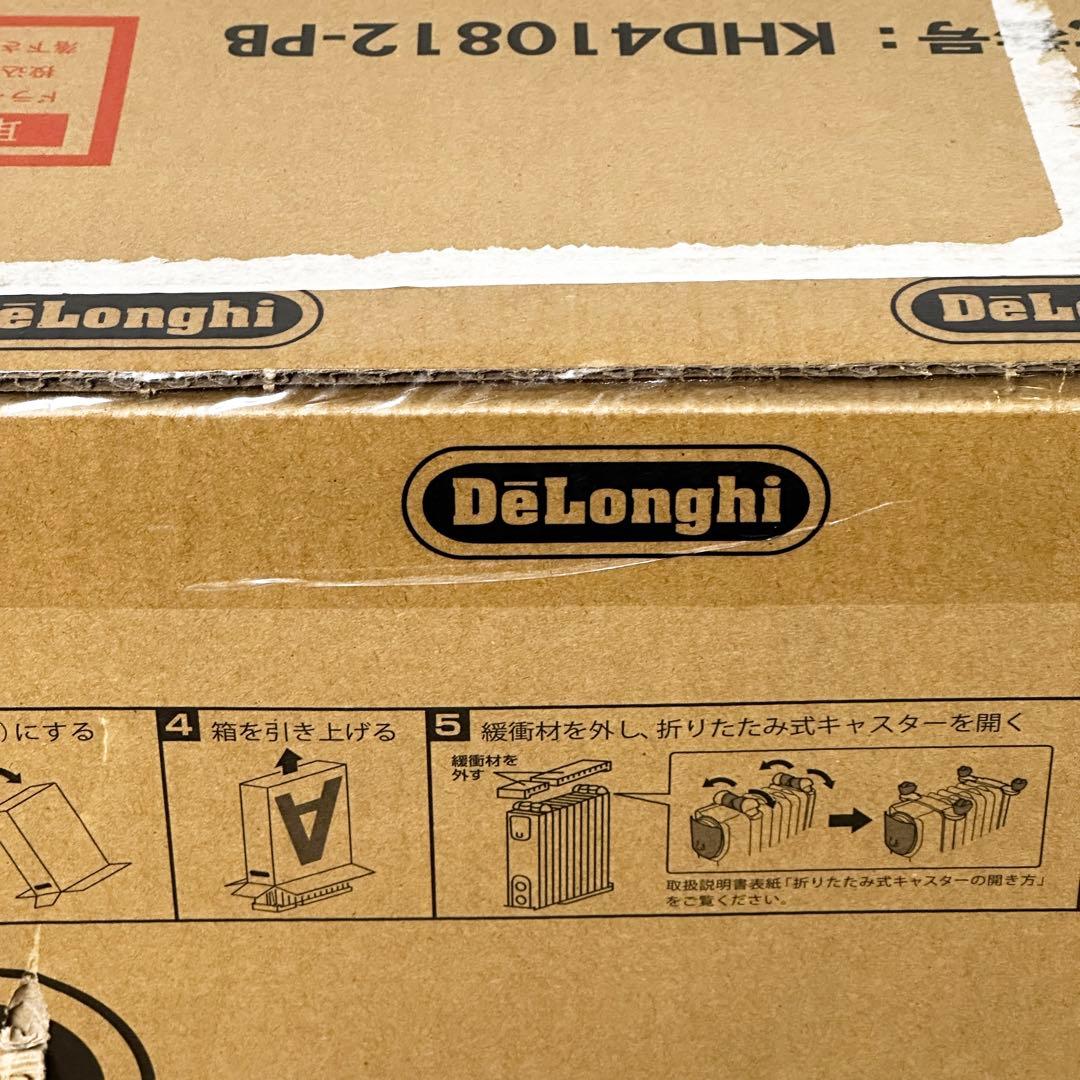 番号：KHD410812-PB
DeLonghi
DēLonghi
)にする
4 箱を引き上げる
5 緩衝材を外し、折りたたみ式キャスターを開く
緩衝材を
外す
A
取扱説明書表紙「折りたたみ式キャスターの開き方」
をご覧ください。